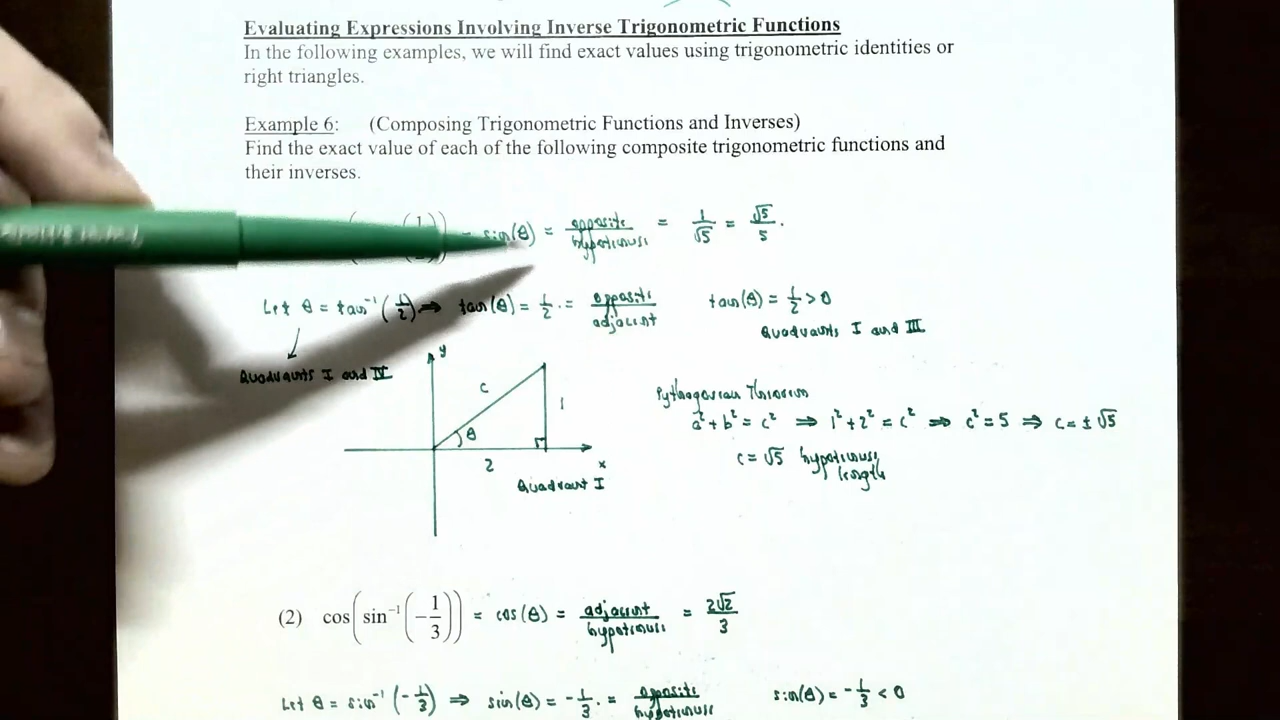 Evaluating Expressions Involving Inverse Trigonometric Functions
In the following examples, we will find exact values using trigonometric identities or
right triangles.
Example 6: (Composing Trigonometric Functions and Inverses)
Find the exact value of each of the following composite trigonometric functions and
their inverses.
sin(θ) = opposite/hypotenuse = 1/√5 = √5/5.
Let θ = tan⁻¹(1/2) ⇒ tan(θ) = 1/2. = opposite/adjacent tan(θ) = 1/2 > 0
Quadrants I and III
Quadrants I and IV
y
c
1
θ
2
x
Quadrant I
Pythagorean Theorem
a² + b² = c² ⇒ 1² + 2² = c² ⇒ c² = 5 ⇒ c = ± √5
c = √5 hypotenuse
length
(2) cos(sin⁻¹(-1/3)) = cos(θ) = adjacent/hypotenuse = 2√2/3
Let θ = sin⁻¹(-1/3) ⇒ sin(θ) = -1/3. = opposite/hypotenuse sin(θ) = -1/3 < 0